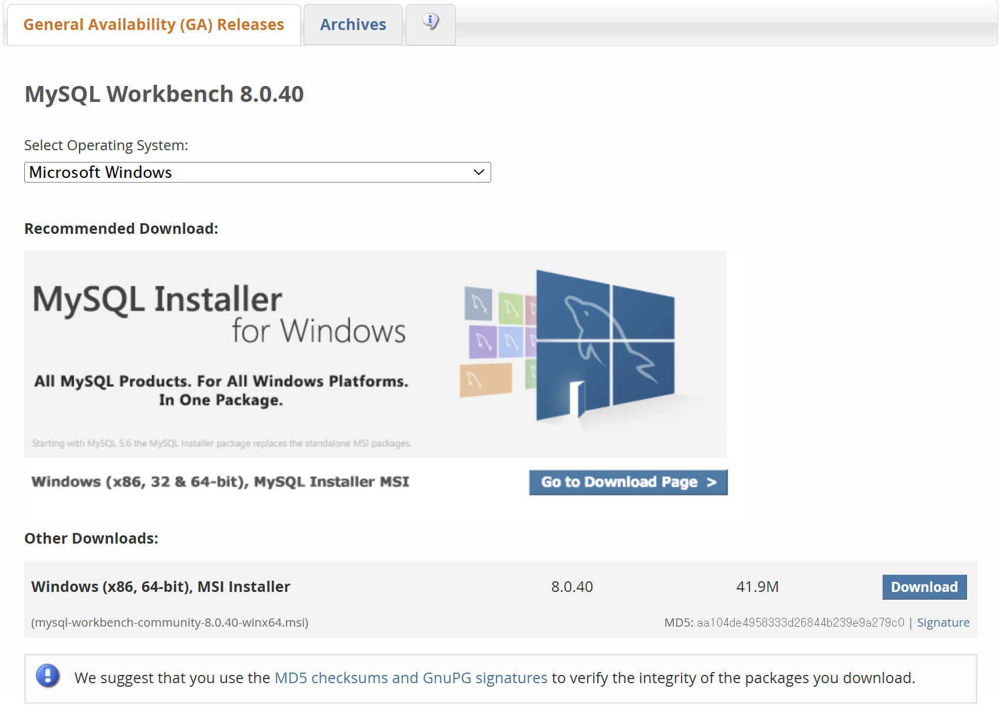 General Availability (GA) Releases
Archives
MySQL Workbench 8.0.40
Select Operating System:
Microsoft Windows
Recommended Download:
MySQL Installer
for Windows
All MySQL Products. For All Windows Platforms.
In One Package.
Starting with MySQL 5.6 the MySQL Installer package replaces the standalone MSI packages.
Windows (x86, 32 & 64-bit), MySQL Installer MSI
Go to Download Page >
Other Downloads:
Windows (x86, 64-bit), MSI Installer 8.0.40 41.9M Download
(mysql-workbench-community-8.0.40-winx64.msi) MD5: aa104de4958333d26844b239e9a279c0 | Signature
We suggest that you use the MD5 checksums and GnuPG signatures to verify the integrity of the packages you download.